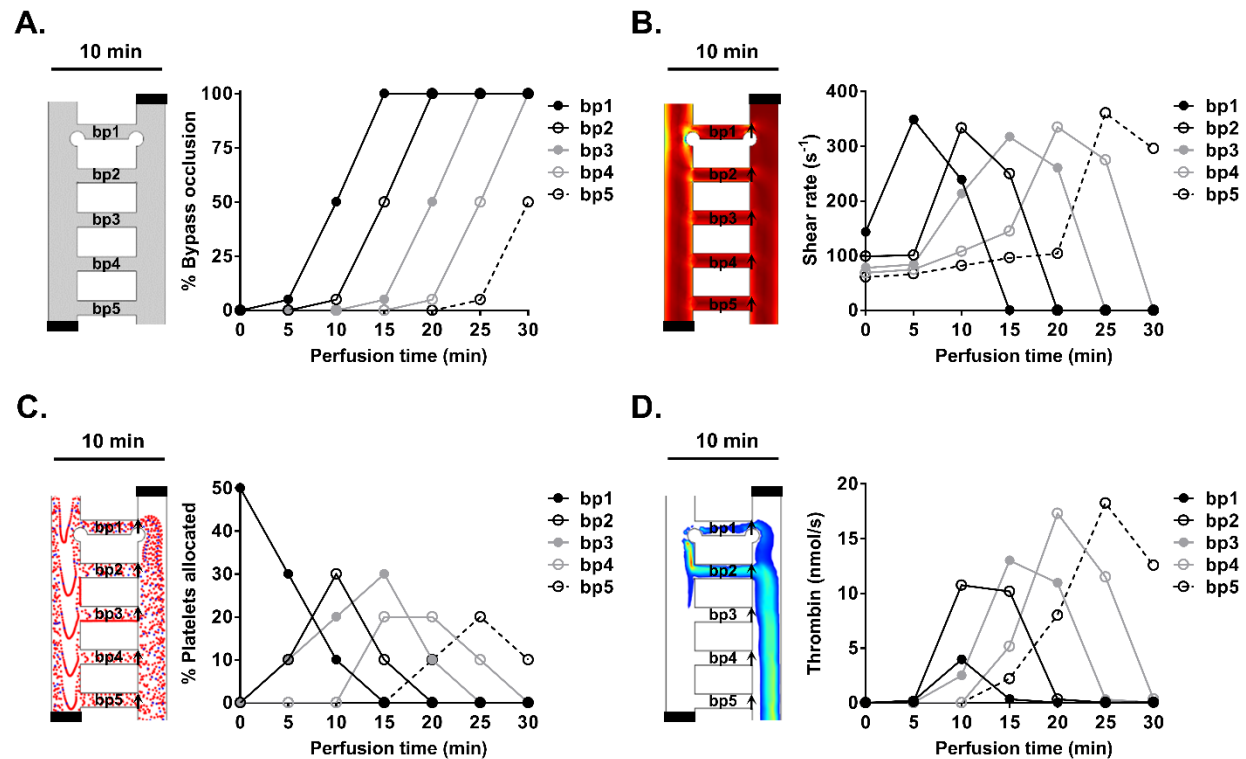 A.
10 min
bp1
bp2
bp3
bp4
bp5
% Bypass occlusion
100
75
50
25
0
0 5 10 15 20 25 30
Perfusion time (min)
bp1
bp2
bp3
bp4
bp5
B.
10 min
bp1
bp2
bp3
bp4
bp5
Shear rate (s⁻¹)
400
300
200
100
0
0 5 10 15 20 25 30
Perfusion time (min)
bp1
bp2
bp3
bp4
bp5
C.
10 min
bp1
bp2
bp3
bp4
bp5
% Platelets allocated
50
40
30
20
10
0
0 5 10 15 20 25 30
Perfusion time (min)
bp1
bp2
bp3
bp4
bp5
D.
10 min
bp1
bp2
bp3
bp4
bp5
Thrombin (nmol/s)
20
15
10
5
0
0 5 10 15 20 25 30
Perfusion time (min)
bp1
bp2
bp3
bp4
bp5